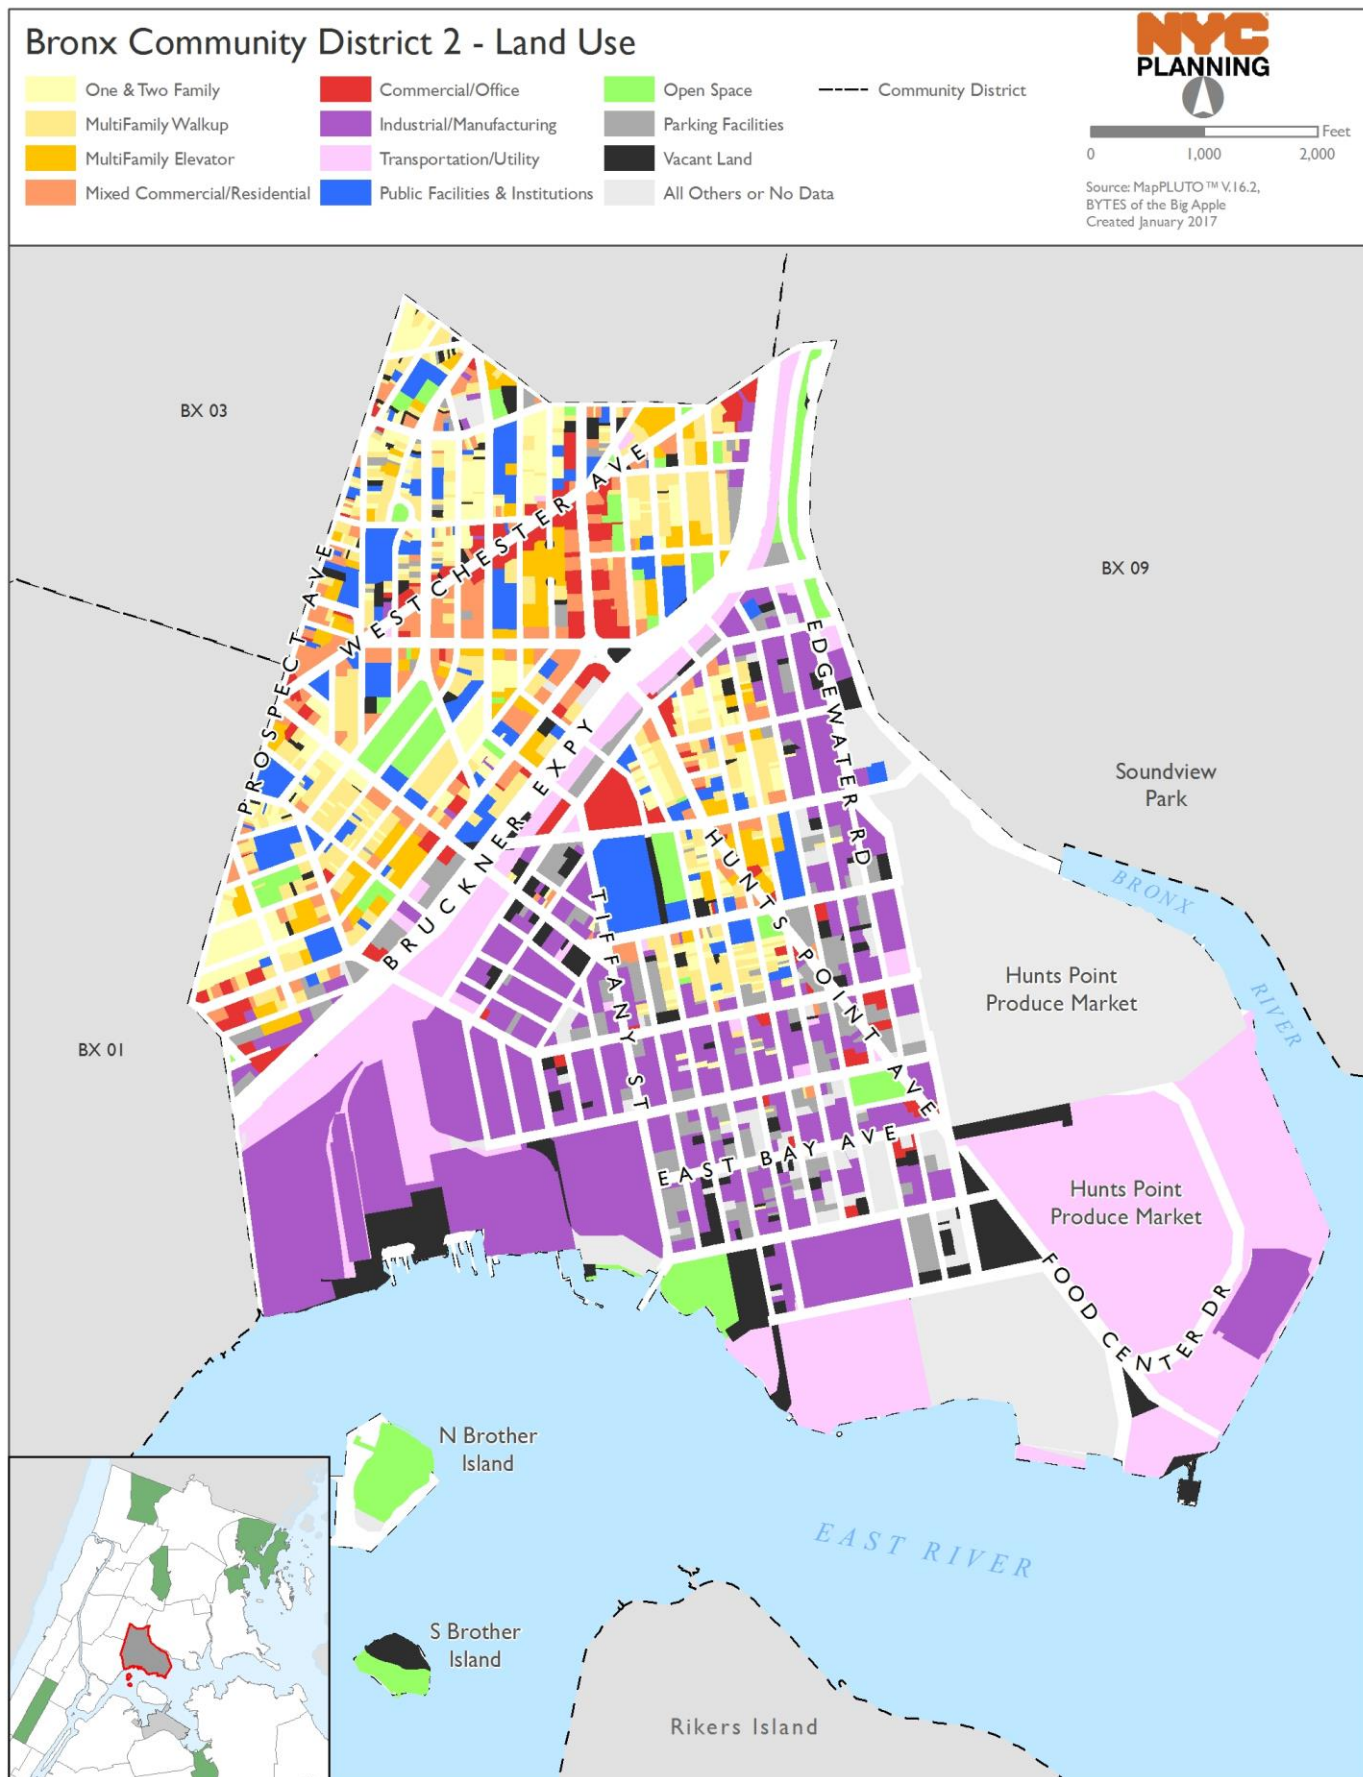 Bronx Community District 2 - Land Use
One & Two Family
MultiFamily Walkup
MultiFamily Elevator
Mixed Commercial/Residential
Commercial/Office
Industrial/Manufacturing
Transportation/Utility
Public Facilities & Institutions
Open Space
Parking Facilities
Vacant Land
All Others or No Data
Community District
NYC
PLANNING
Feet
0 1,000 2,000
Source: MapPLUTO™ V.16.2,
BYTES of the Big Apple
Created January 2017
BX 03
BX 09
BX 01
PROSPECT AVE
WESTCHESTER AVE
BRUCKNER EXPY
EDGEWATER RD
HUNTS POINT AVE
TIFFANY ST
EAST BAY AVE
FOOD CENTER DR
Soundview
Park
BRONX
RIVER
Hunts Point
Produce Market
Hunts Point
Produce Market
N Brother
Island
S Brother
Island
EAST RIVER
Rikers Island